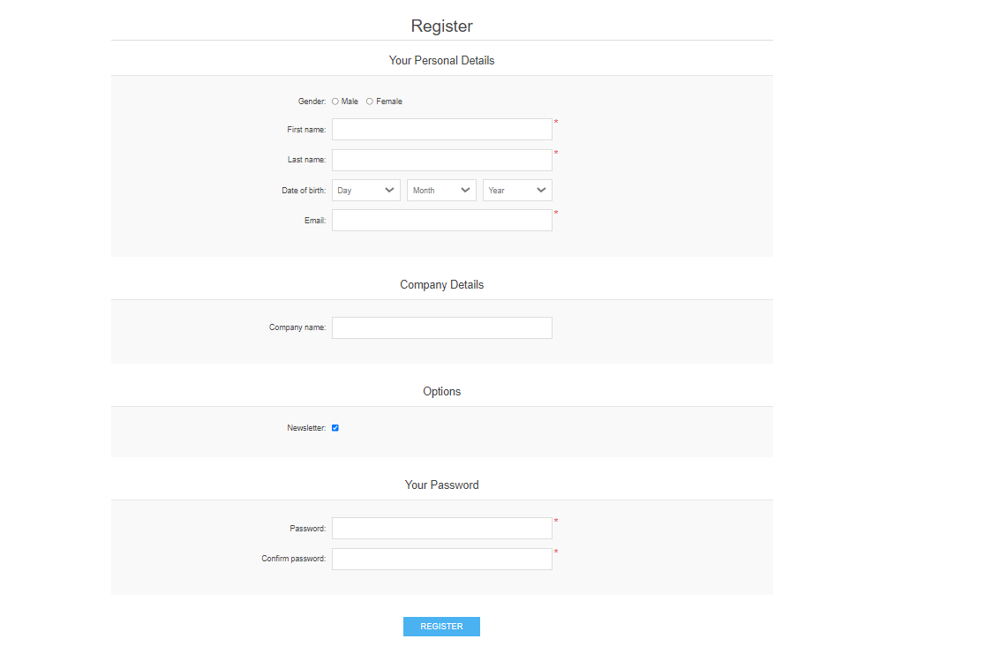 Register
Your Personal Details
Gender: Male Female
First name: *
Last name: *
Date of birth: Day Month Year
Email: *
Company Details
Company name:
Options
Newsletter:
Your Password
Password: *
Confirm password: *
REGISTER